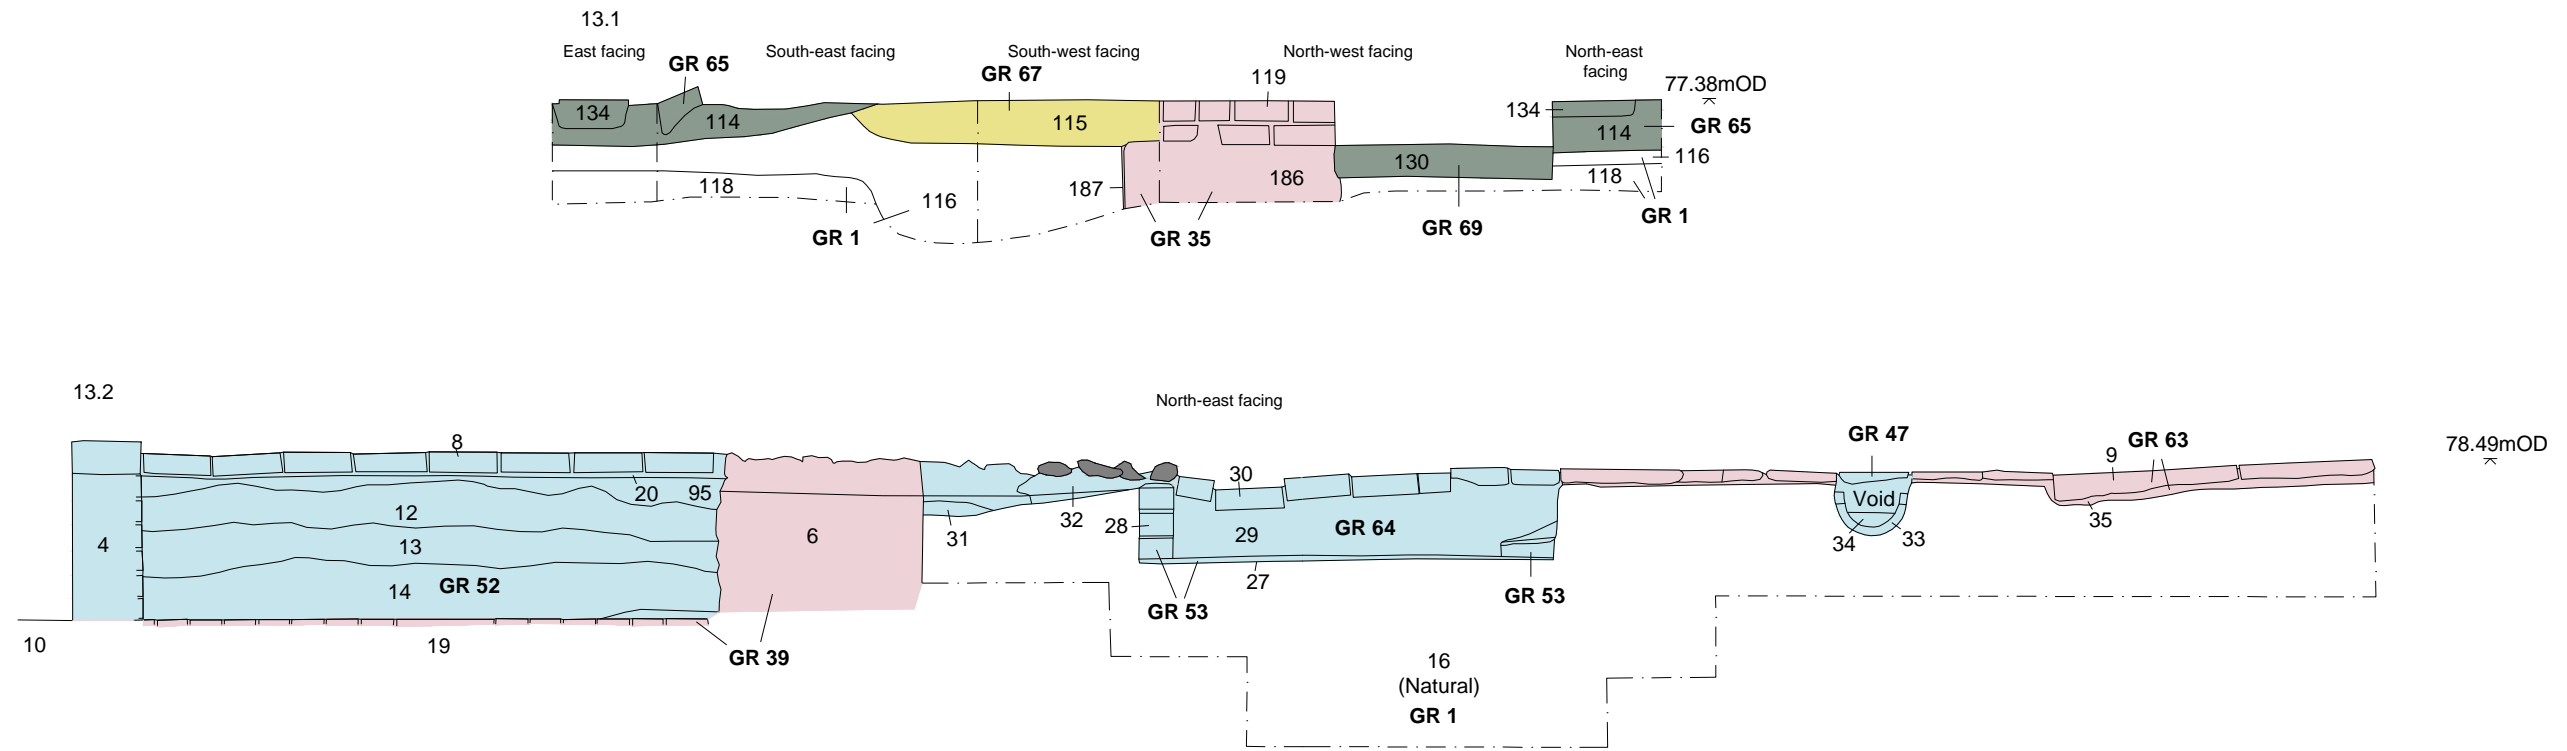 13.1
East facing
South-east facing
South-west facing
North-west facing
North-east
facing
GR 65
GR 67
119
77.38mOD
134
114
115
134
114
GR 65
130
116
118
187
186
118
116
GR 1
GR 35
GR 69
GR 1
13.2
North-east facing
8
GR 47
GR 63
9
78.49mOD
30
20
95
Void
12
32
28
35
4
13
6
31
29
GR 64
34
33
14
GR 52
27
GR 53
GR 53
10
19
GR 39
16
(Natural)
GR 1